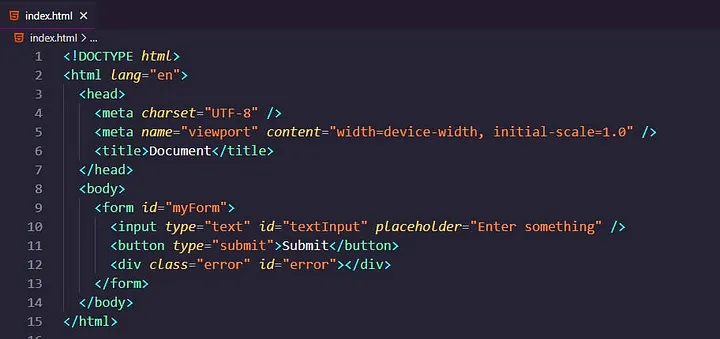 index.html ×
index.html > ...
1 <!DOCTYPE html>
2 <html lang="en">
3 <head>
4 <meta charset="UTF-8" />
5 <meta name="viewport" content="width=device-width, initial-scale=1.0" />
6 <title>Document</title>
7 </head>
8 <body>
9 <form id="myForm">
10 <input type="text" id="textInput" placeholder="Enter something" />
11 <button type="submit">Submit</button>
12 <div class="error" id="error"></div>
13 </form>
14 </body>
15 </html>